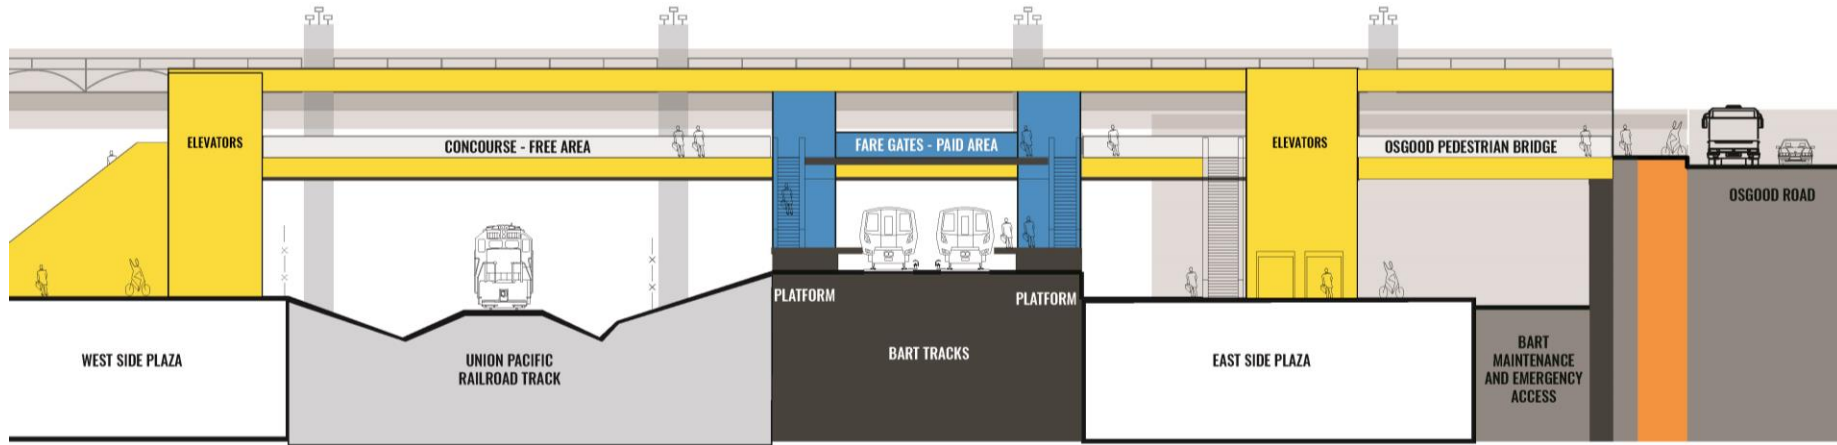 ELEVATORS
CONCOURSE - FREE AREA
FARE GATES - PAID AREA
ELEVATORS
OSGOOD PEDESTRIAN BRIDGE
OSGOOD ROAD
PLATFORM
PLATFORM
WEST SIDE PLAZA
UNION PACIFIC
RAILROAD TRACK
BART TRACKS
EAST SIDE PLAZA
BART
MAINTENANCE
AND EMERGENCY
ACCESS